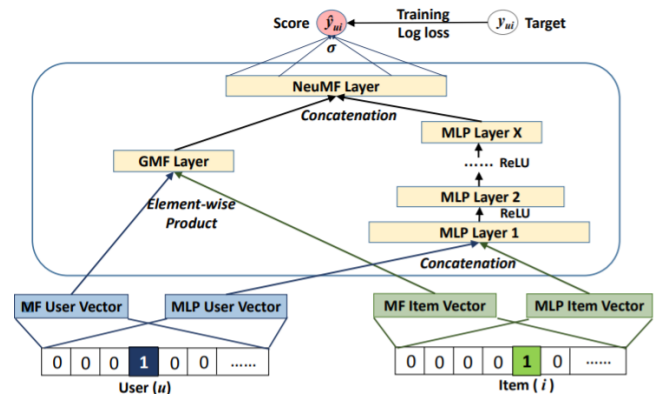 Score ŷui Training yui Target
Log loss
σ
NeuMF Layer
Concatenation
MLP Layer X
GMF Layer
...... ReLU
Element-wise
Product
MLP Layer 2
ReLU
MLP Layer 1
Concatenation
MF User Vector MLP User Vector MF Item Vector MLP Item Vector
0 0 0 1 0 0 ...... 0 0 0 0 1 0 ......
User (u) Item ( i )